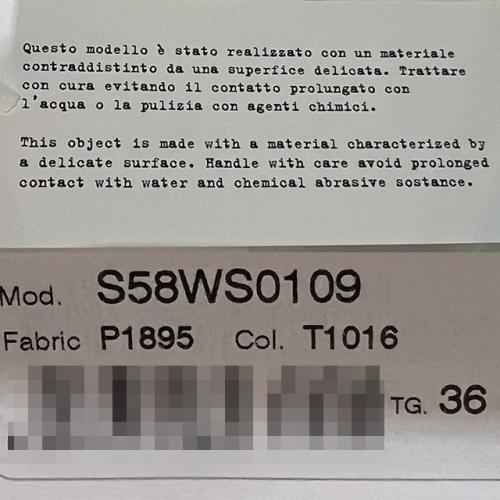 Questo modello è stato realizzato con un materiale
contraddistinto da una superfice delicata. Trattare
con cura evitando il contatto prolungato con
l'acqua o la pulizia con agenti chimici.
This object is made with a material characterized by
a delicate surface. Handle with care avoid prolonged
contact with water and chemical abrasive sostance.
Mod. S58WS0109
Fabric P1895 Col. T1016
TG. 36